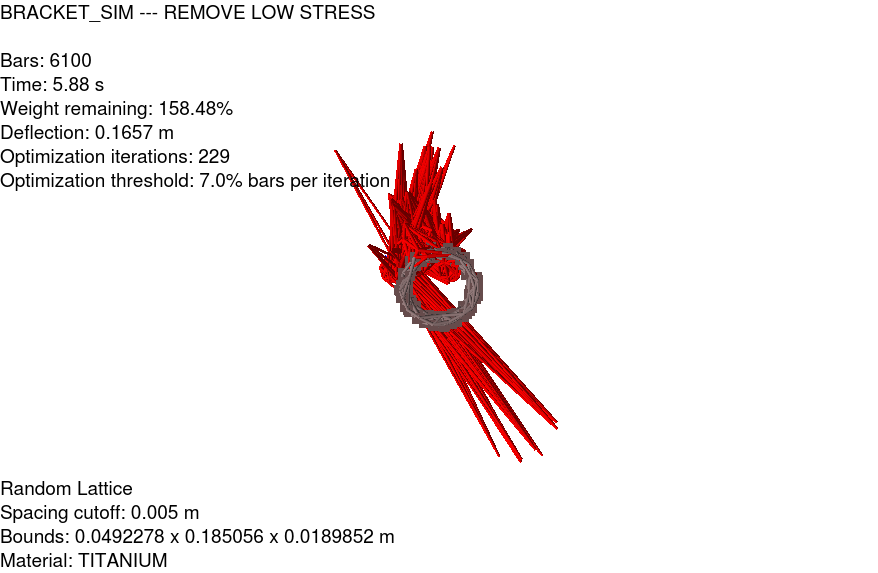 BRACKET_SIM --- REMOVE LOW STRESS
Bars: 6100
Time: 5.88 s
Weight remaining: 158.48%
Deflection: 0.1657 m
Optimization iterations: 229
Optimization threshold: 7.0% bars per iteration
Random Lattice
Spacing cutoff: 0.005 m
Bounds: 0.0492278 x 0.185056 x 0.0189852 m
Material: TITANIUM